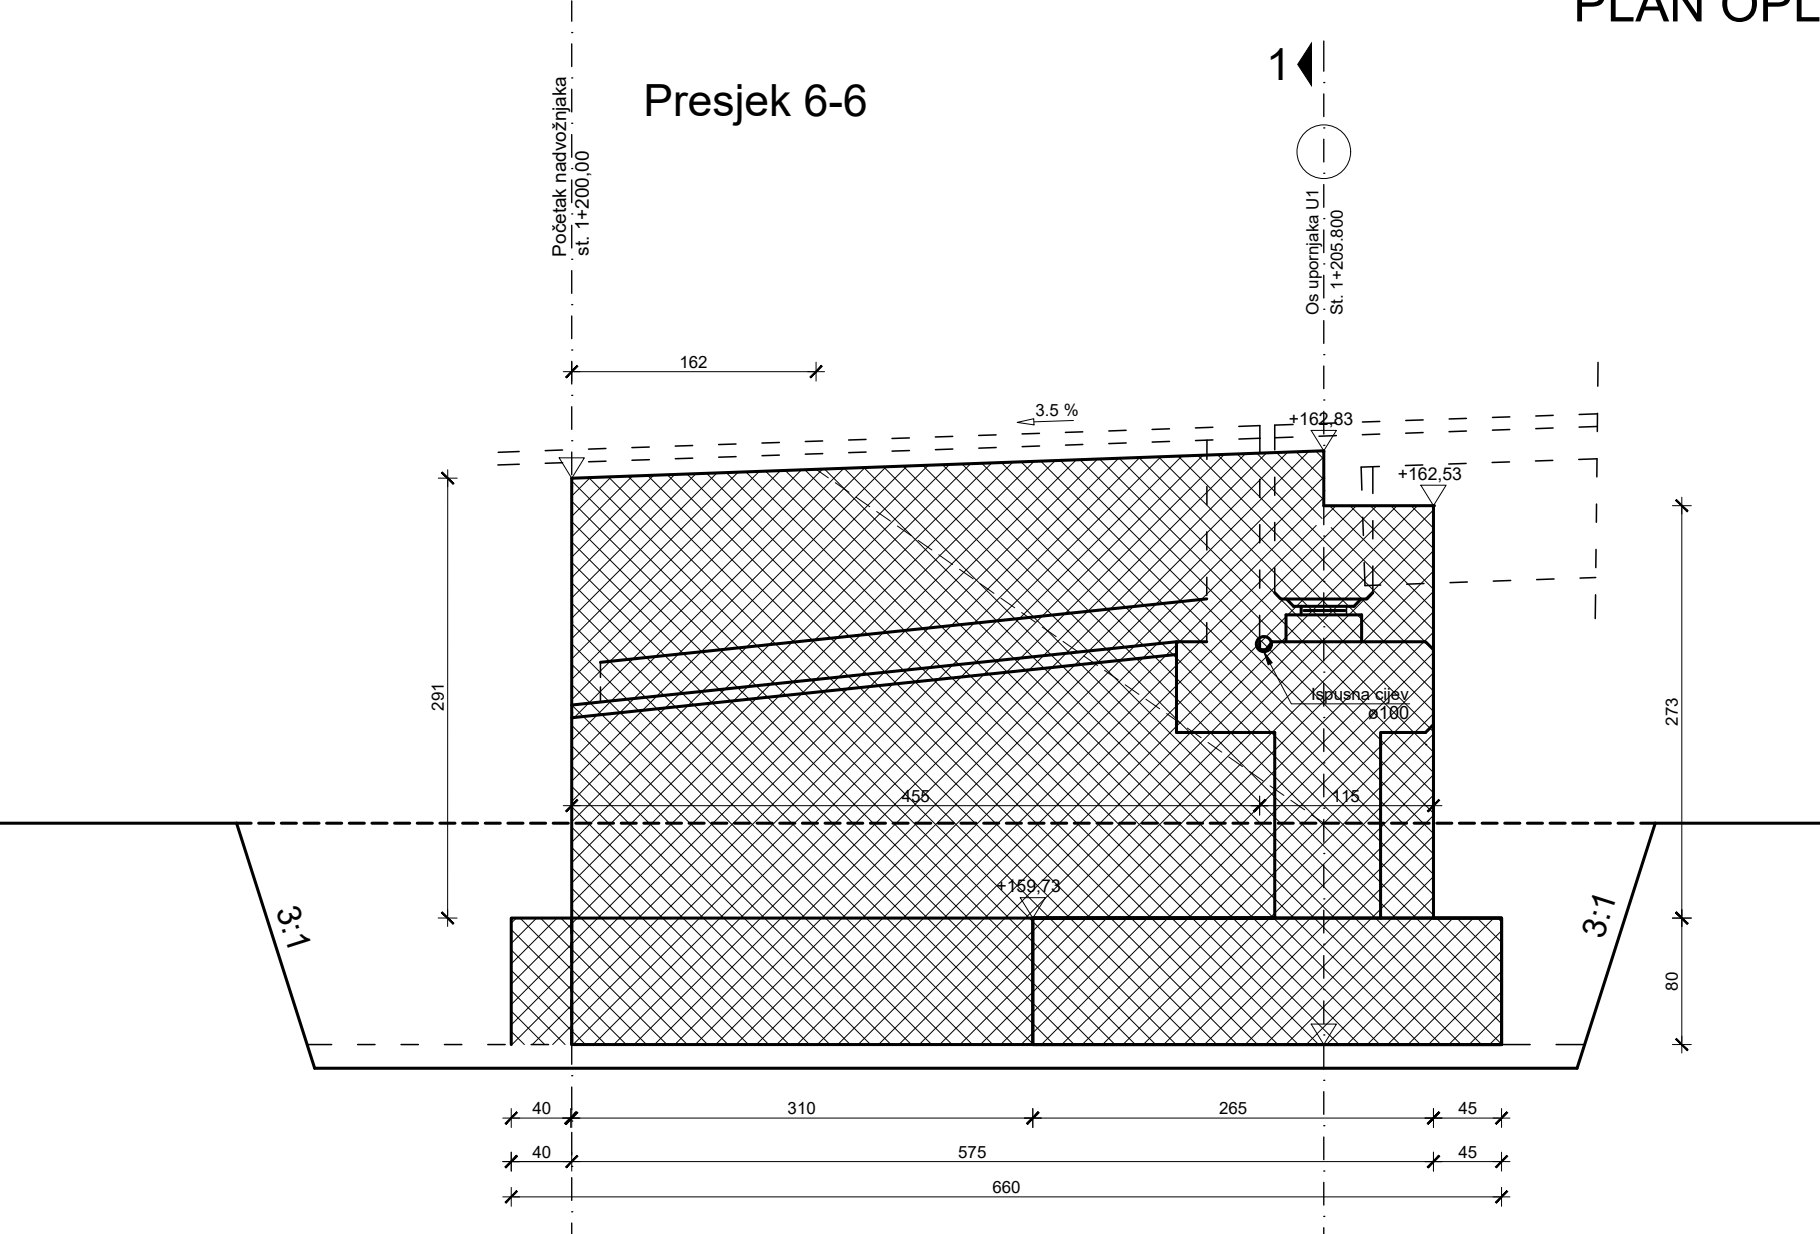 PLAN OPL
1
Presjek 6-6
Početak nadvožnjaka
st. 1+200,00
Os upornjaka U1
St. 1+205.800
162
3.5 %
+162,83
+162,53
291
273
Ispusna cijev
ø100
455
115
+159,73
3:1
3:1
80
40
310
265
45
40
575
45
660